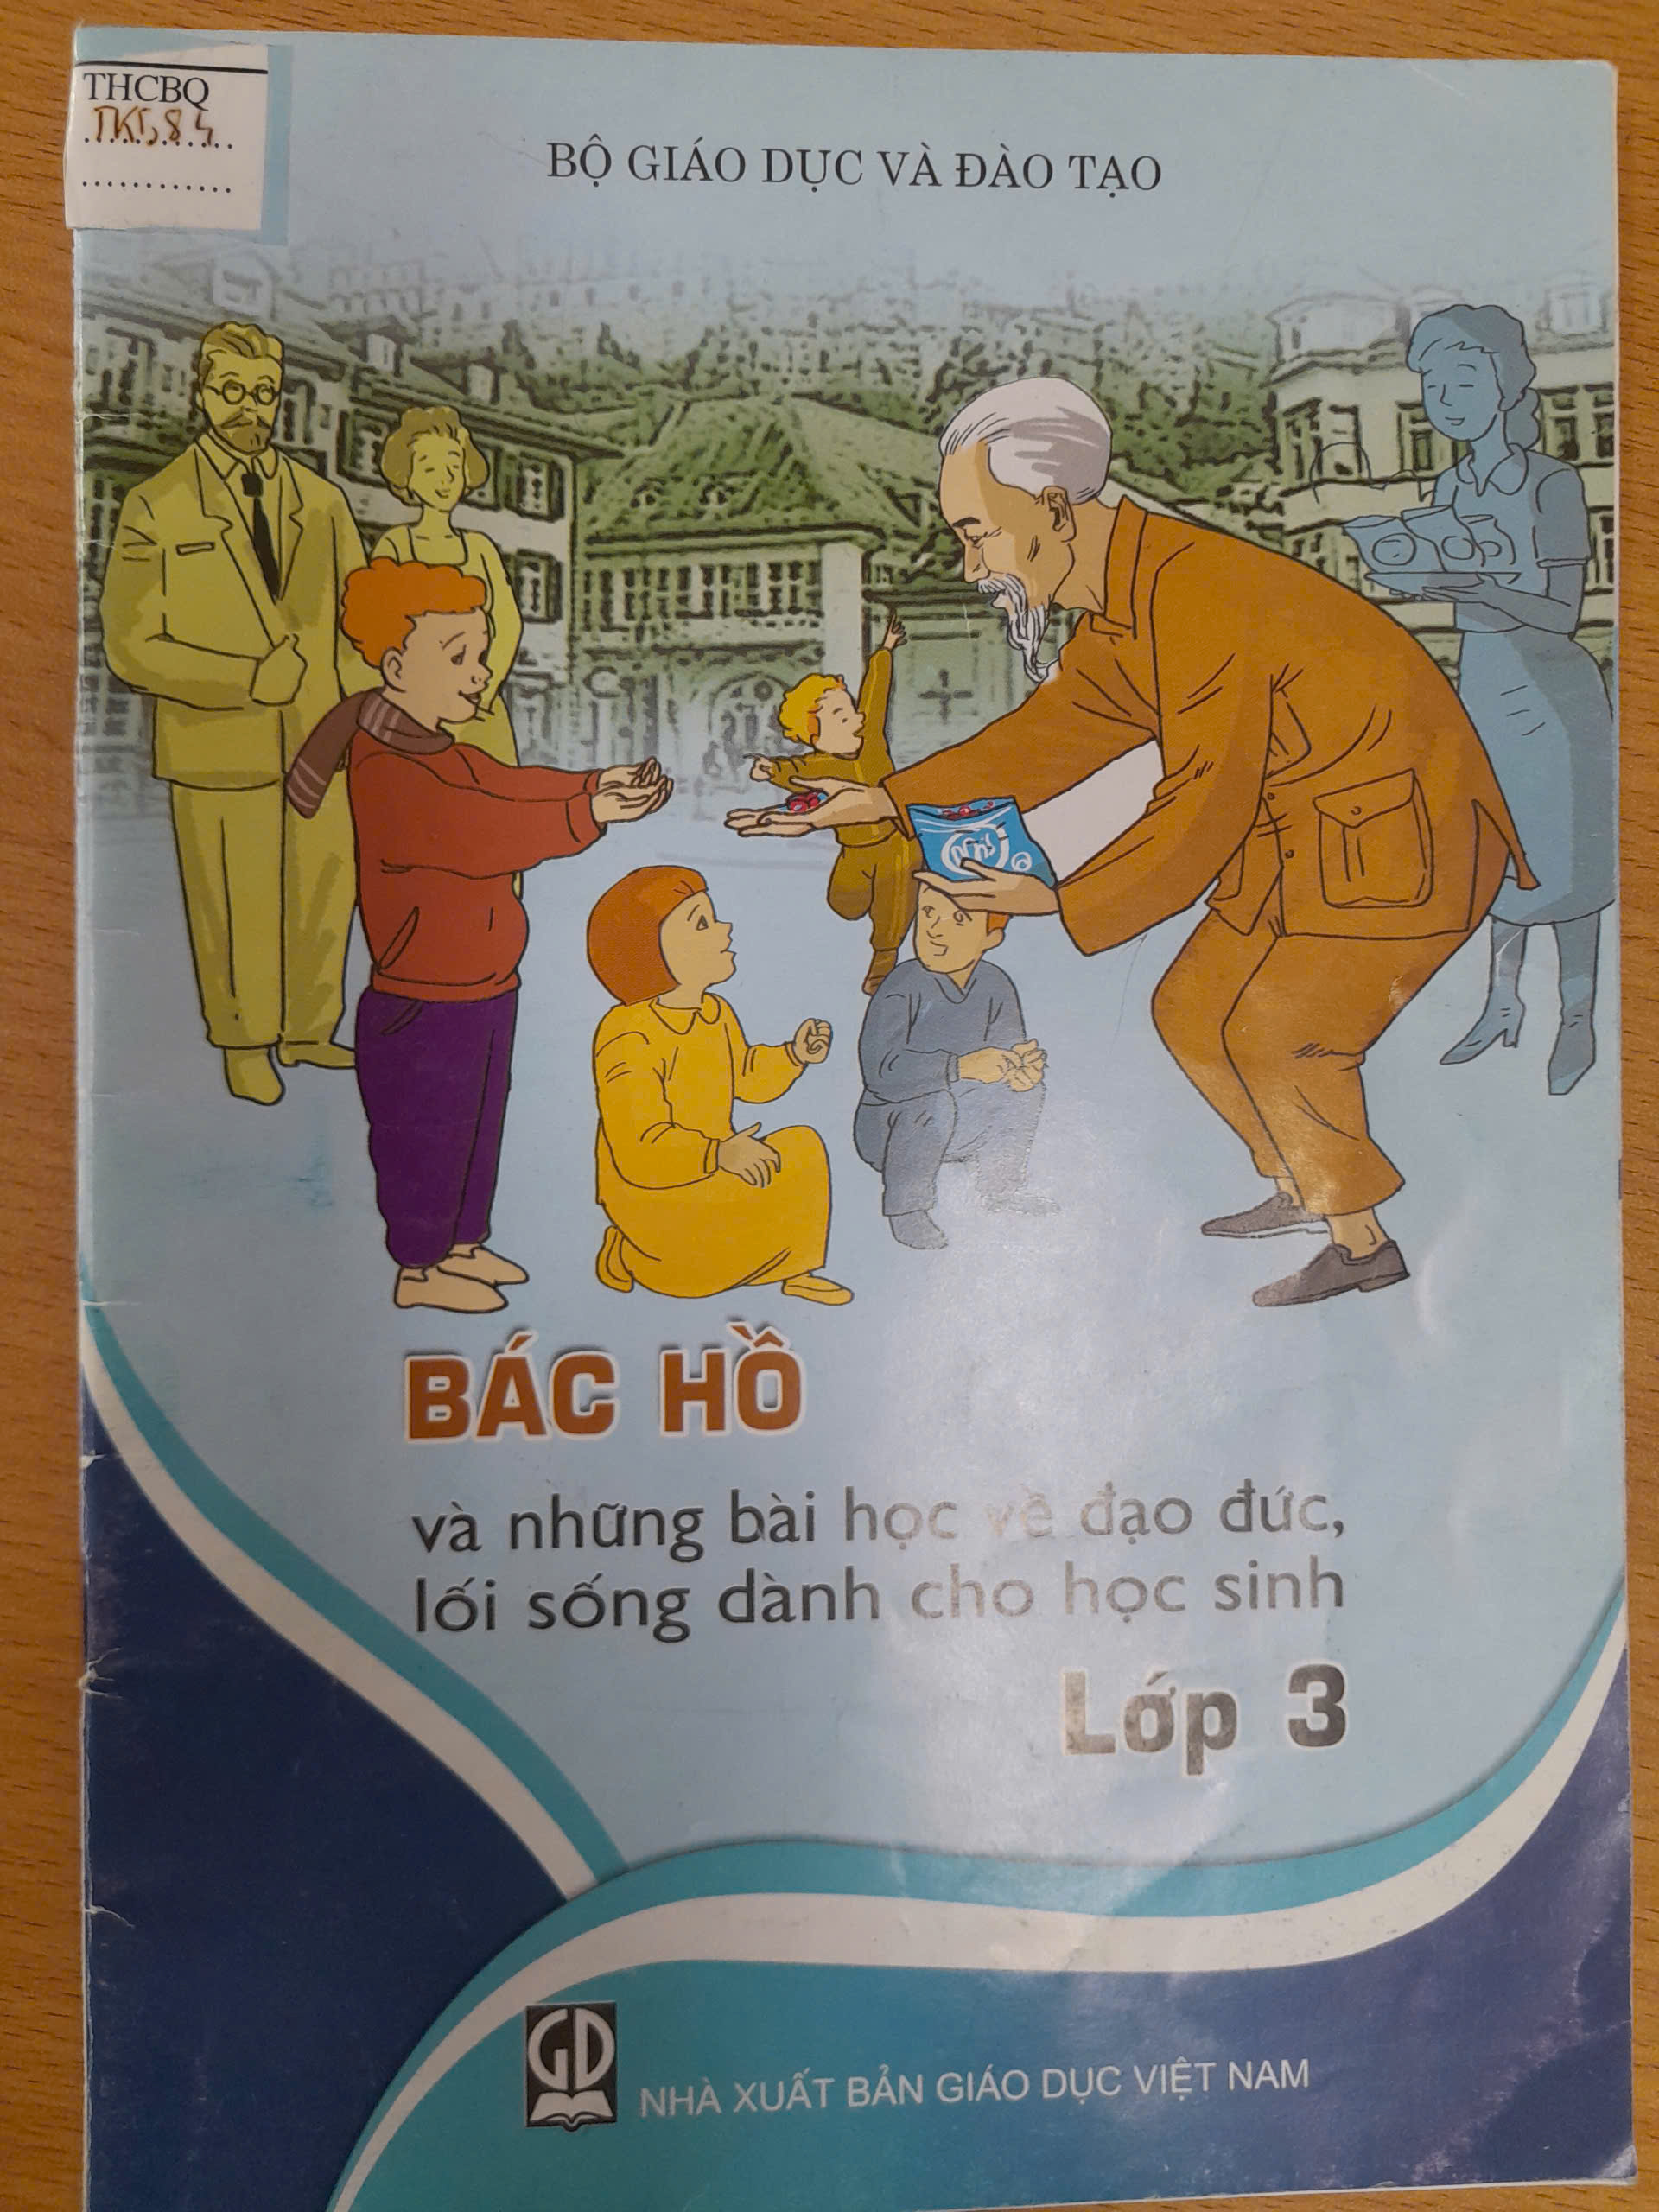 THCBQ
BỘ GIÁO DỤC VÀ ĐÀO TẠO
BÁC HỒ
và những bài học về đạo đức,
lối sống dành cho học sinh
Lớp 3
GD
NHÀ XUẤT BẢN GIÁO DỤC VIỆT NAM